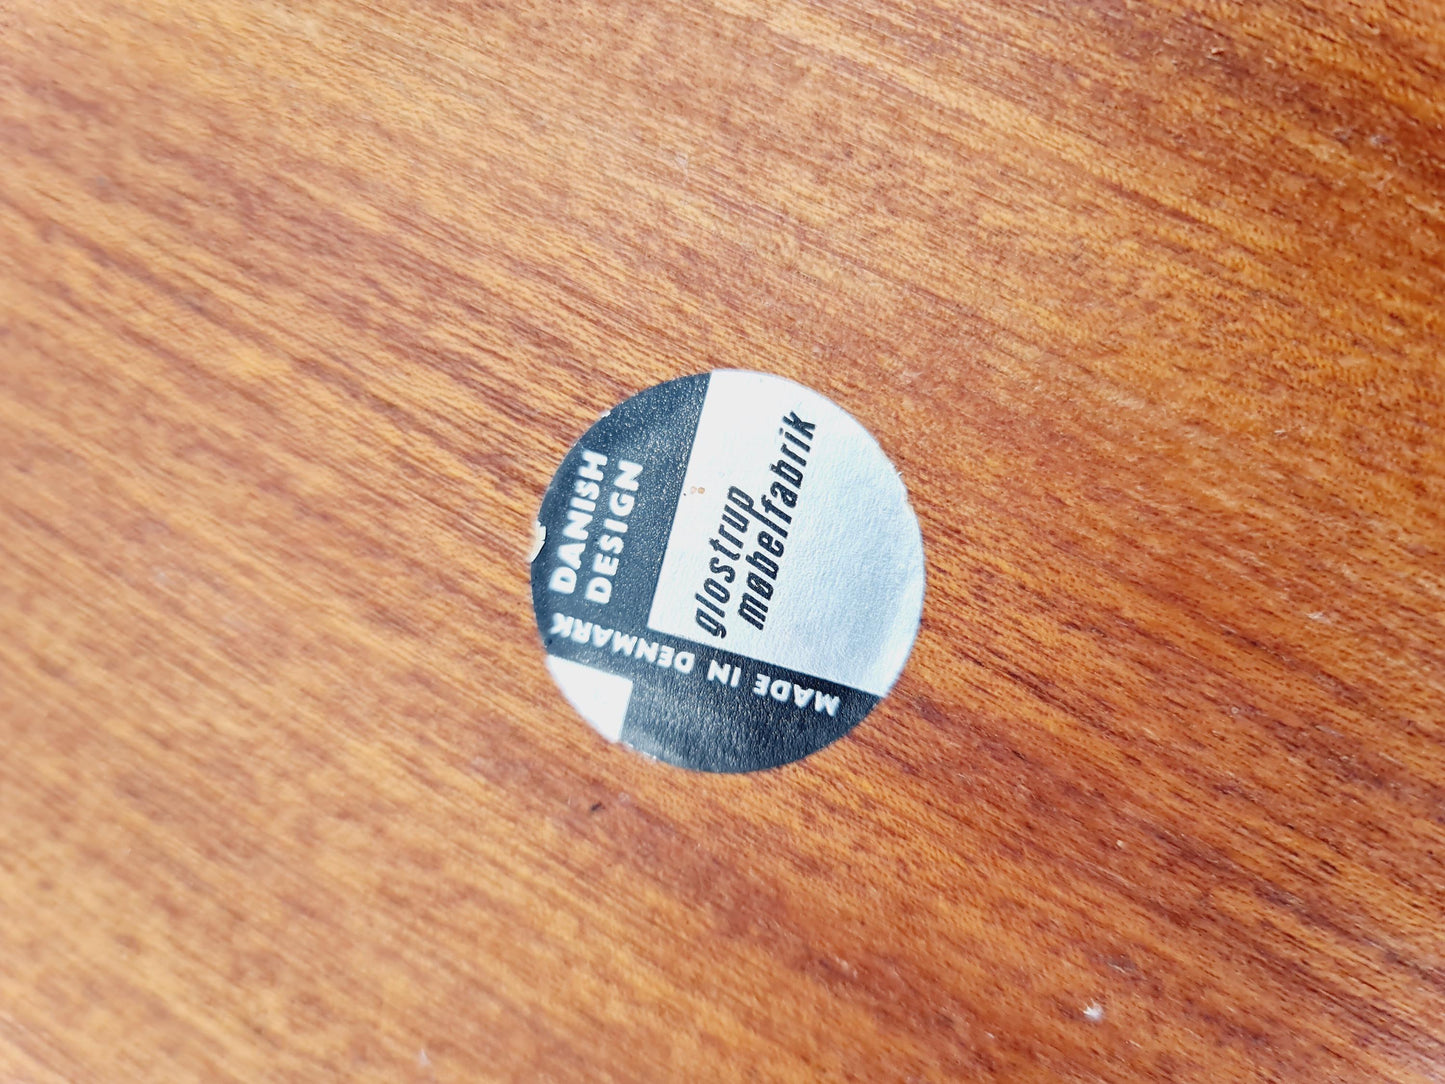 DANISH
DESIGN
glostrup
møbelfabrik
MADE IN DENMARK